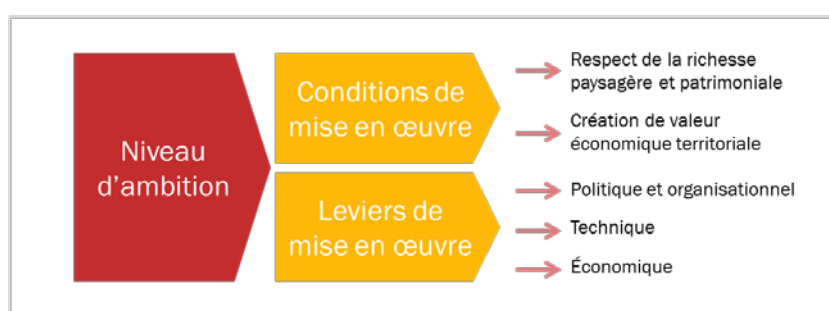 Niveau
d'ambition
Conditions de
mise en œuvre
Respect de la richesse
paysagère et patrimoniale
Création de valeur
économique territoriale
Leviers de
mise en œuvre
Politique et organisationnel
Technique
Économique